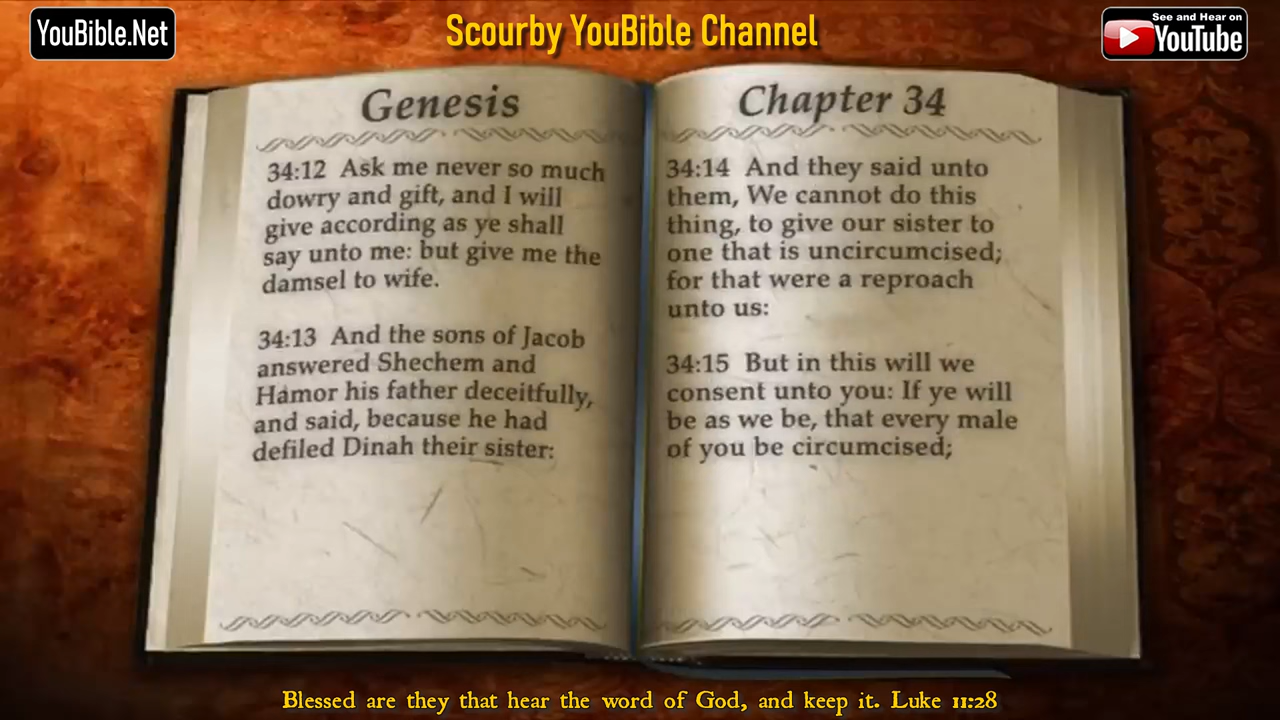 YouBible.Net
Scourby YouBible Channel
See and Hear on
YouTube
Genesis
34:12 Ask me never so much
dowry and gift, and I will
give according as ye shall
say unto me: but give me the
damsel to wife.
34:13 And the sons of Jacob
answered Shechem and
Hamor his father deceitfully,
and said, because he had
defiled Dinah their sister:
Chapter 34
34:14 And they said unto
them, We cannot do this
thing, to give our sister to
one that is uncircumcised;
for that were a reproach
unto us:
34:15 But in this will we
consent unto you: If ye will
be as we be, that every male
of you be circumcised;
Blessed are they that hear the word of God, and keep it. Luke 11:28